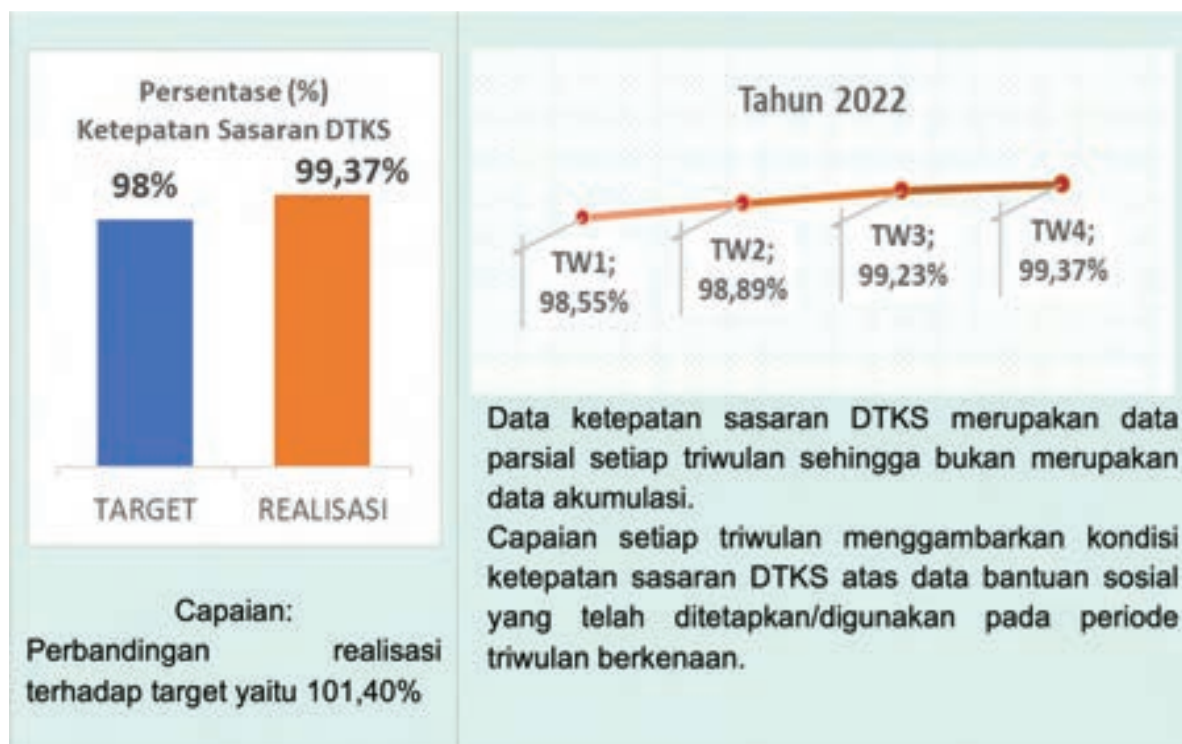 Persentase (%)
Ketepatan Sasaran DTKS
98%
99,37%
TARGET
REALISASI
Capaian:
Perbandingan realisasi
terhadap target yaitu 101,40%
Tahun 2022
TW1;
98,55%
TW2;
98,89%
TW3;
99,23%
TW4;
99,37%
Data ketepatan sasaran DTKS merupakan data
parsial setiap triwulan sehingga bukan merupakan
data akumulasi.
Capaian setiap triwulan menggambarkan kondisi
ketepatan sasaran DTKS atas data bantuan sosial
yang telah ditetapkan/digunakan pada periode
triwulan berkenaan.